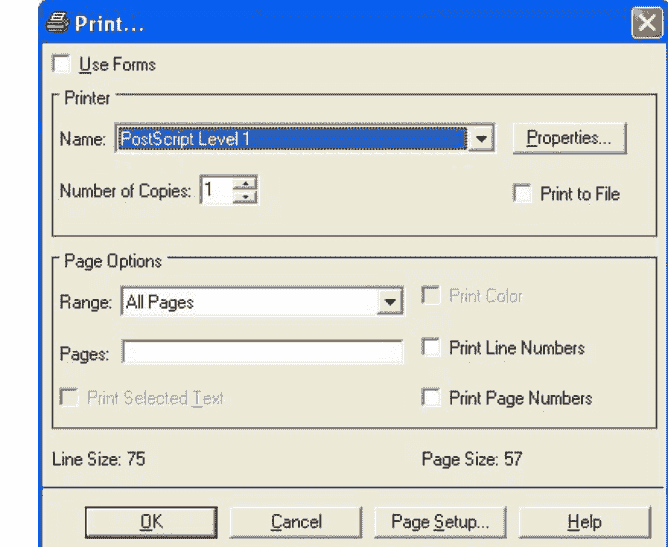 Print...
Use Forms
Printer
Name: PostScript Level 1 Properties...
Number of Copies: 1 Print to File
Page Options
Range: All Pages Print Color
Pages: Print Line Numbers
Print Selected Text Print Page Numbers
Line Size: 75 Page Size: 57
OK Cancel Page Setup... Help